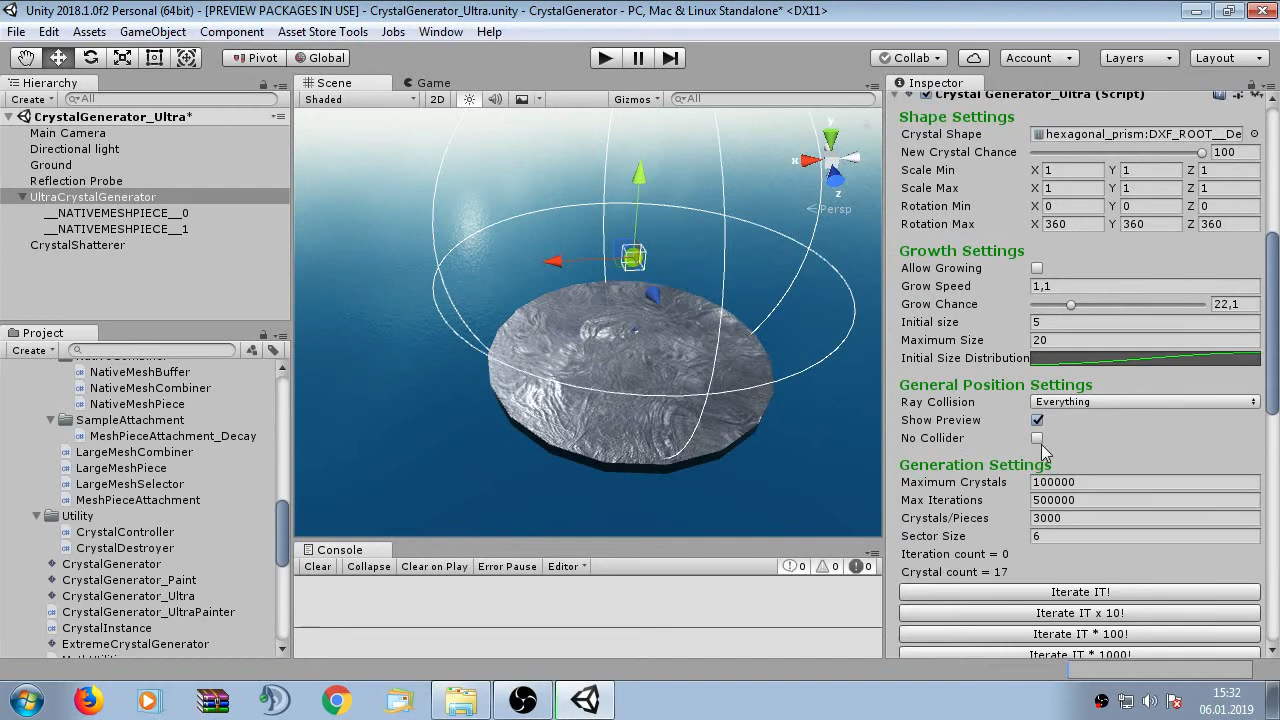 Unity 2018.1.0f2 Personal (64bit) - [PREVIEW PACKAGES IN USE] - CrystalGenerator_Ultra.unity - CrystalGenerator - PC, Mac & Linux Standalone* <DX11>
File Edit Assets GameObject Component Asset Store Tools Jobs Window Help
Pivot Global Collab Account Layers Layout
Hierarchy
Create All
CrystalGenerator_Ultra*
Main Camera
Directional light
Ground
Reflection Probe
UltraCrystalGenerator
__NATIVEMESHPIECE__0
__NATIVEMESHPIECE__1
CrystalShatterer
Project
Create
NativeMeshBuffer
NativeMeshCombiner
NativeMeshPiece
SampleAttachment
MeshPieceAttachment_Decay
LargeMeshCombiner
LargeMeshPiece
LargeMeshSelector
MeshPieceAttachment
Utility
CrystalController
CrystalDestroyer
CrystalGenerator
CrystalGenerator_Paint
CrystalGenerator_Ultra
CrystalGenerator_UltraPainter
CrystalInstance
ExtremeCrystalGenerator
Scene Game
Shaded 2D Gizmos All
y
x
z
Persp
Console
Clear Collapse Clear on Play Error Pause Editor 0 0 0
Inspector
Crystal Generator_Ultra (Script)
Shape Settings
Crystal Shape hexagonal_prism:DXF_ROOT__De
New Crystal Chance 100
Scale Min X 1 Y 1 Z 1
Scale Max X 1 Y 1 Z 1
Rotation Min X 0 Y 0 Z 0
Rotation Max X 360 Y 360 Z 360
Growth Settings
Allow Growing
Grow Speed 1,1
Grow Chance 22,1
Initial size 5
Maximum Size 20
Initial Size Distribution
General Position Settings
Ray Collision Everything
Show Preview
No Collider
Generation Settings
Maximum Crystals 100000
Max Iterations 500000
Crystals/Pieces 3000
Sector Size 6
Iteration count = 0
Crystal count = 17
Iterate IT!
Iterate IT x 10!
Iterate IT * 100!
Iterate IT * 1000!
15:32
06.01.2019